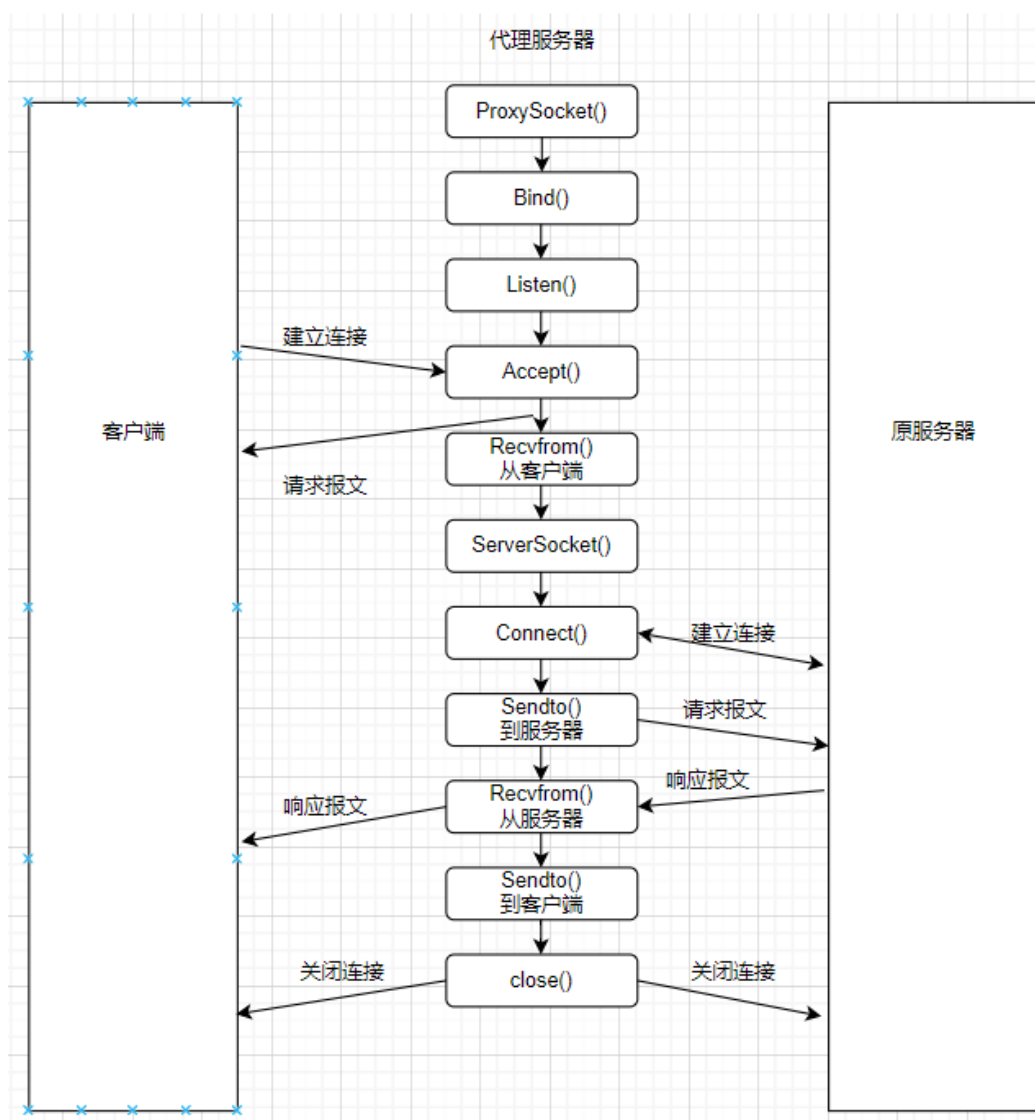 代理服务器
ProxySocket()
Bind()
Listen()
建立连接
Accept()
客户端
原服务器
Recvfrom()
从客户端
请求报文
ServerSocket()
Connect()
建立连接
Sendto()
到服务器
请求报文
响应报文
Recvfrom()
从服务器
响应报文
Sendto()
到客户端
关闭连接
close()
关闭连接